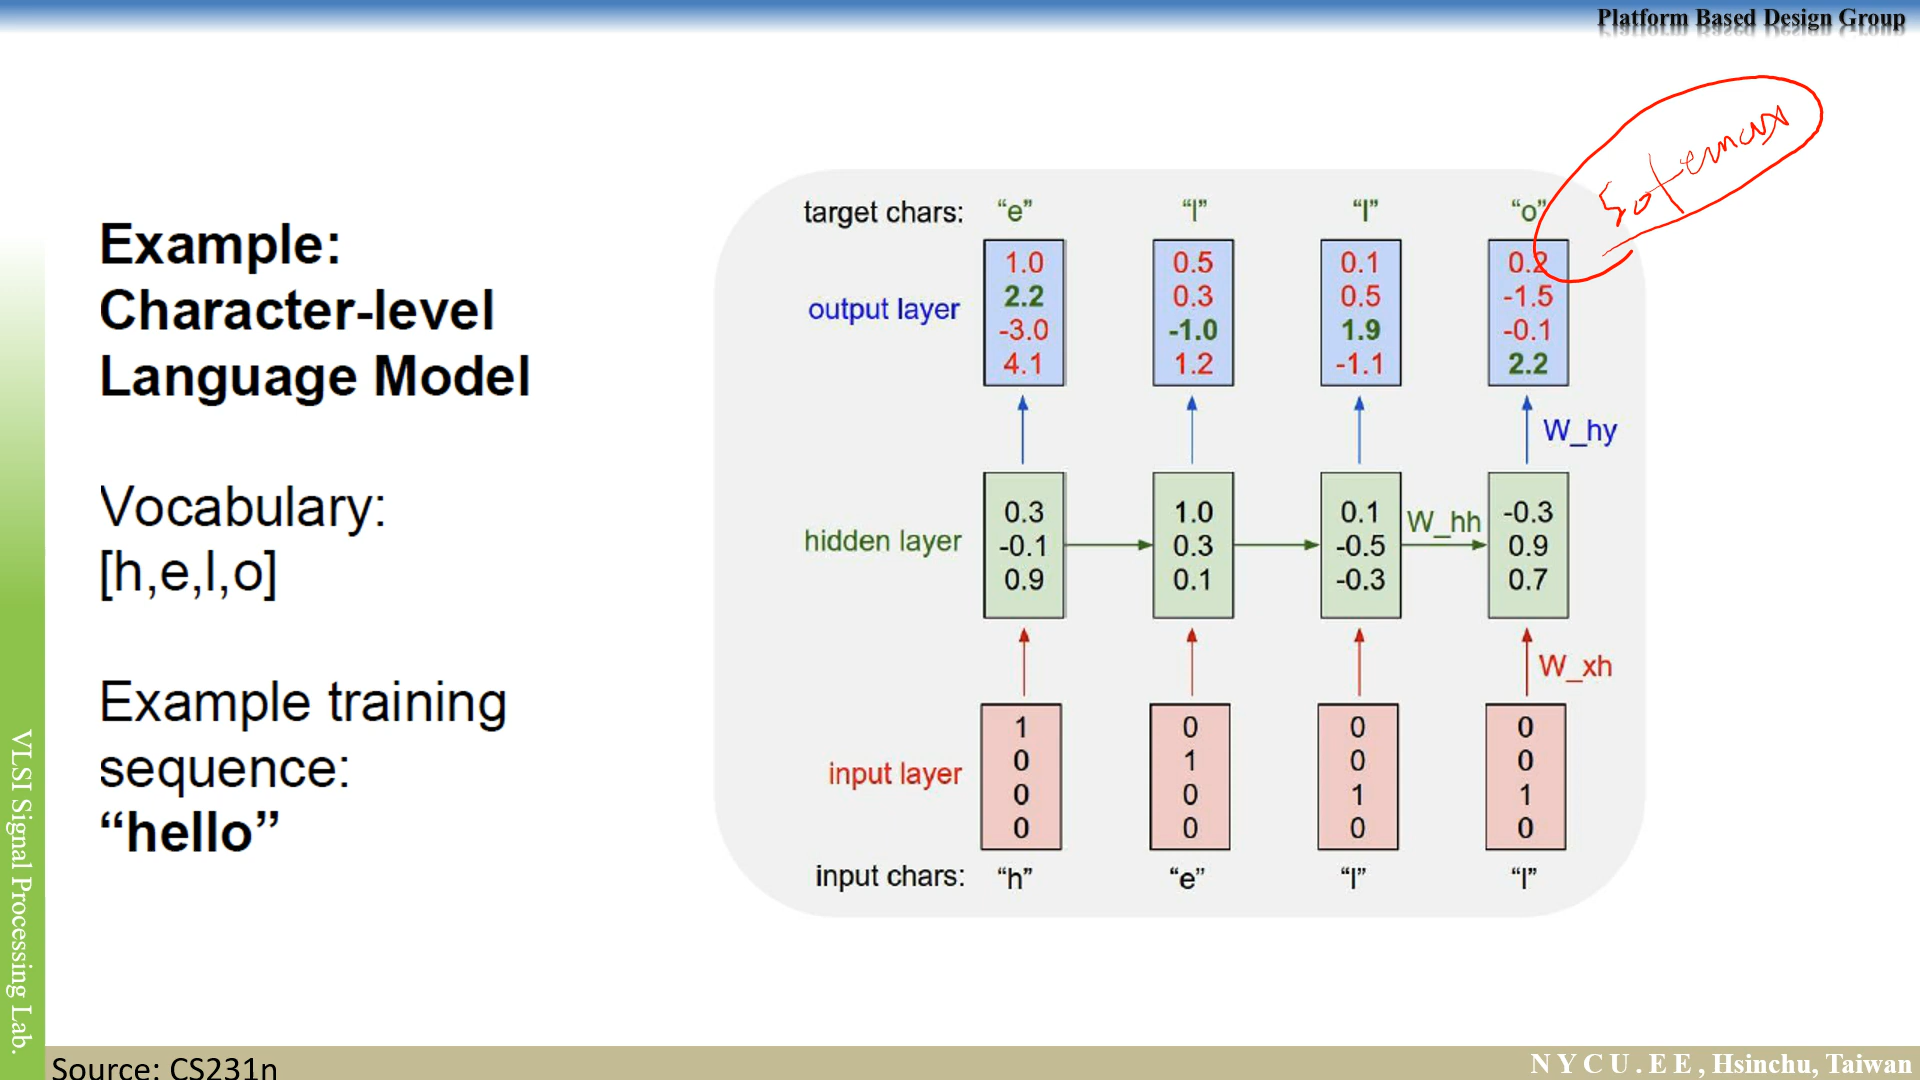 Platform Based Design Group
softmax
Example:
Character-level
Language Model
Vocabulary:
[h,e,l,o]
Example training
sequence:
“hello”
target chars: “e” “l” “l” “o”
output layer
1.0 0.5 0.1 0.2
2.2 0.3 0.5 -1.5
-3.0 -1.0 1.9 -0.1
4.1 1.2 -1.1 2.2
W_hy
hidden layer
0.3 1.0 0.1 -0.3
-0.1 0.3 -0.5 0.9
0.9 0.1 -0.3 0.7
W_hh
W_xh
input layer
1 0 0 0
0 1 0 0
0 0 1 1
0 0 0 0
input chars: “h” “e” “l” “l”
VLSI Signal Processing Lab.
Source: CS231n
N Y C U . E E , Hsinchu, Taiwan